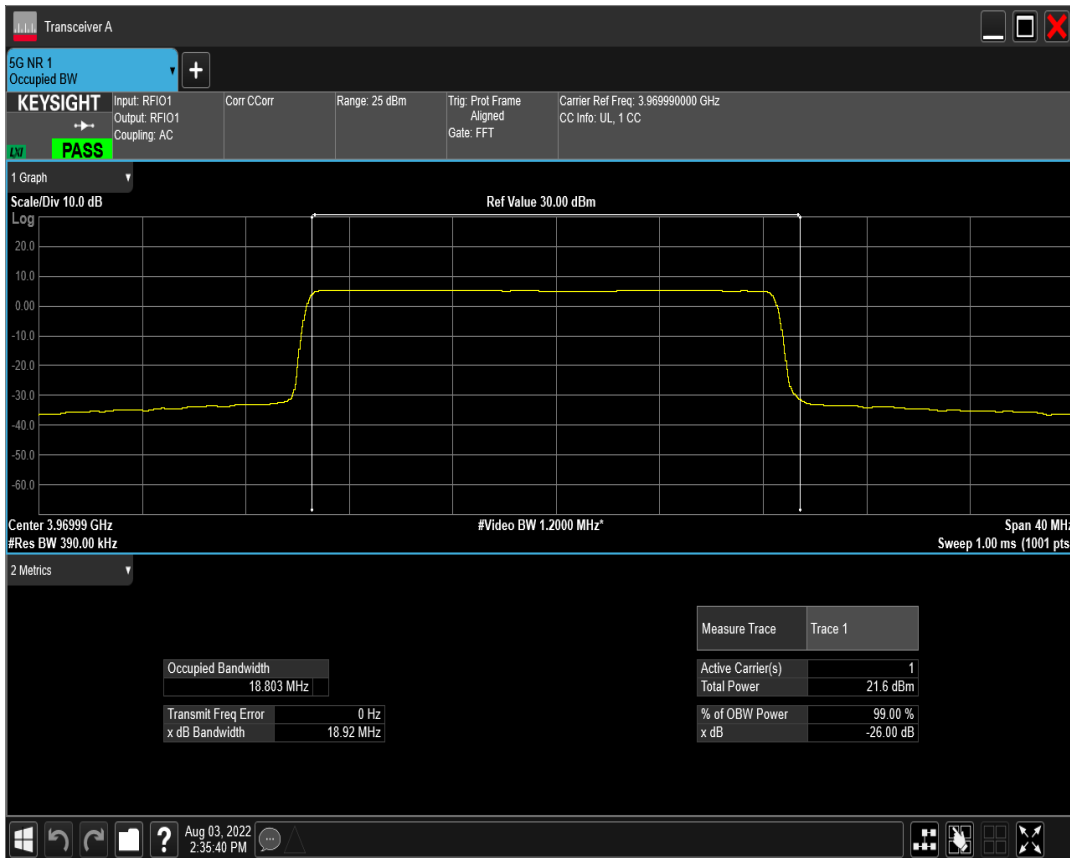 Transceiver A
5G NR 1
Occupied BW
+
KEYSIGHT
LXI
PASS
Input: RFIO1
Output: RFIO1
Coupling: AC
Corr CCorr
Range: 25 dBm
Trig: Prot Frame
Aligned
Gate: FFT
Carrier Ref Freq: 3.969990000 GHz
CC Info: UL, 1 CC
1 Graph
Scale/Div 10.0 dB
Ref Value 30.00 dBm
Log
20.0
10.0
0.00
-10.0
-20.0
-30.0
-40.0
-50.0
-60.0
Center 3.96999 GHz
#Video BW 1.2000 MHz*
Span 40 MHz
#Res BW 390.00 kHz
Sweep 1.00 ms (1001 pts
2 Metrics
Measure Trace Trace 1
Occupied Bandwidth
18.803 MHz
Active Carrier(s) 1
Total Power 21.6 dBm
Transmit Freq Error 0 Hz
x dB Bandwidth 18.92 MHz
% of OBW Power 99.00 %
x dB -26.00 dB
?
Aug 03, 2022
2:35:40 PM